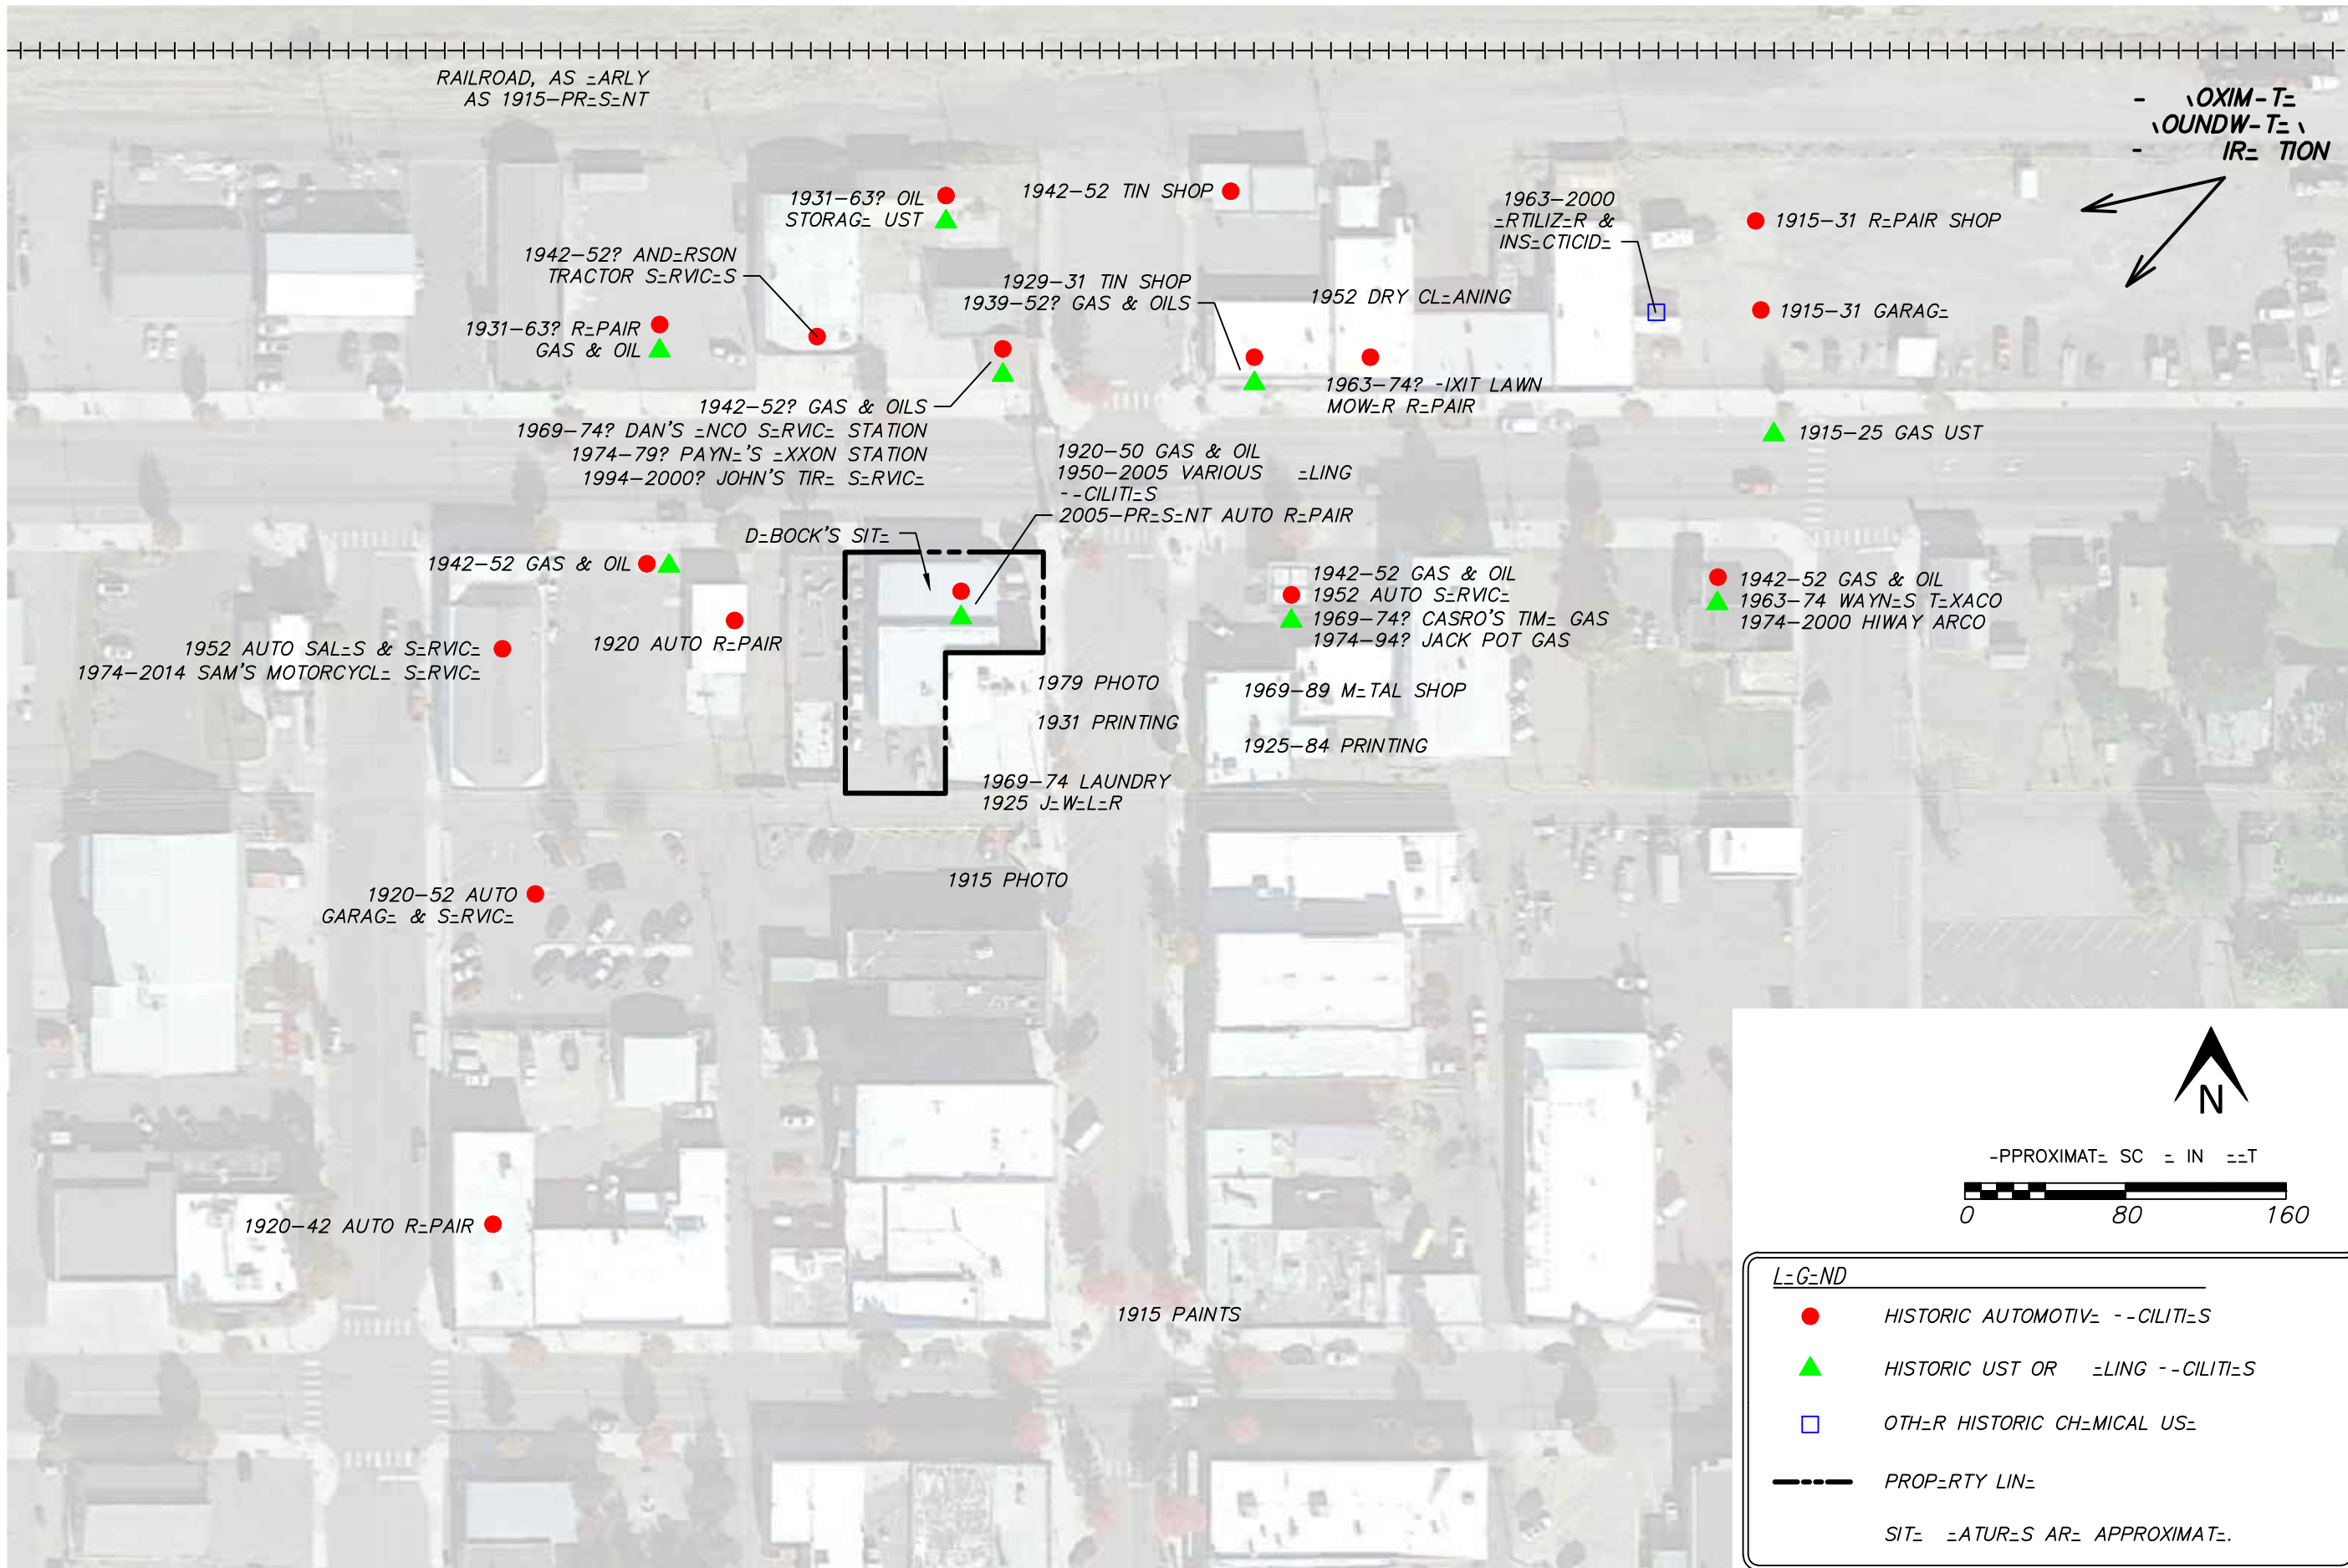 RAILROAD, AS =ARLY
AS 1915-PR=S=NT
- \OXIM-T=
\OUNDW-T= \
- IR= TION
1931-63? OIL
STORAG= UST
1942-52 TIN SHOP
1963-2000
=RTILIZ=R &
INS=CTICID=
1915-31 R=PAIR SHOP
1942-52? AND=RSON
TRACTOR S=RVIC=S
1929-31 TIN SHOP
1939-52? GAS & OILS
1952 DRY CL=ANING
1915-31 GARAG=
1931-63? R=PAIR
GAS & OIL
1963-74? -IXIT LAWN
MOW=R R=PAIR
1942-52? GAS & OILS
1969-74? DAN'S =NCO S=RVIC= STATION
1974-79? PAYN='S =XXON STATION
1994-2000? JOHN'S TIR= S=RVIC=
1915-25 GAS UST
1920-50 GAS & OIL
1950-2005 VARIOUS =LING
--CILITI=S
2005-PR=S=NT AUTO R=PAIR
D=BOCK'S SIT=
1942-52 GAS & OIL
1942-52 GAS & OIL
1952 AUTO S=RVIC=
1969-74? CASRO'S TIM= GAS
1974-94? JACK POT GAS
1942-52 GAS & OIL
1963-74 WAYN=S T=XACO
1974-2000 HIWAY ARCO
1920 AUTO R=PAIR
1952 AUTO SAL=S & S=RVIC=
1974-2014 SAM'S MOTORCYCL= S=RVIC=
1979 PHOTO
1931 PRINTING
1969-89 M=TAL SHOP
1925-84 PRINTING
1969-74 LAUNDRY
1925 J=W=L=R
1915 PHOTO
1920-52 AUTO
GARAG= & S=RVIC=
1920-42 AUTO R=PAIR
1915 PAINTS
N
-PPROXIMAT= SC = IN ==T
0 80 160
L=G=ND
HISTORIC AUTOMOTIV= --CILITI=S
HISTORIC UST OR =LING --CILITI=S
OTH=R HISTORIC CH=MICAL US=
PROP=RTY LIN=
SIT= =ATUR=S AR= APPROXIMAT=.